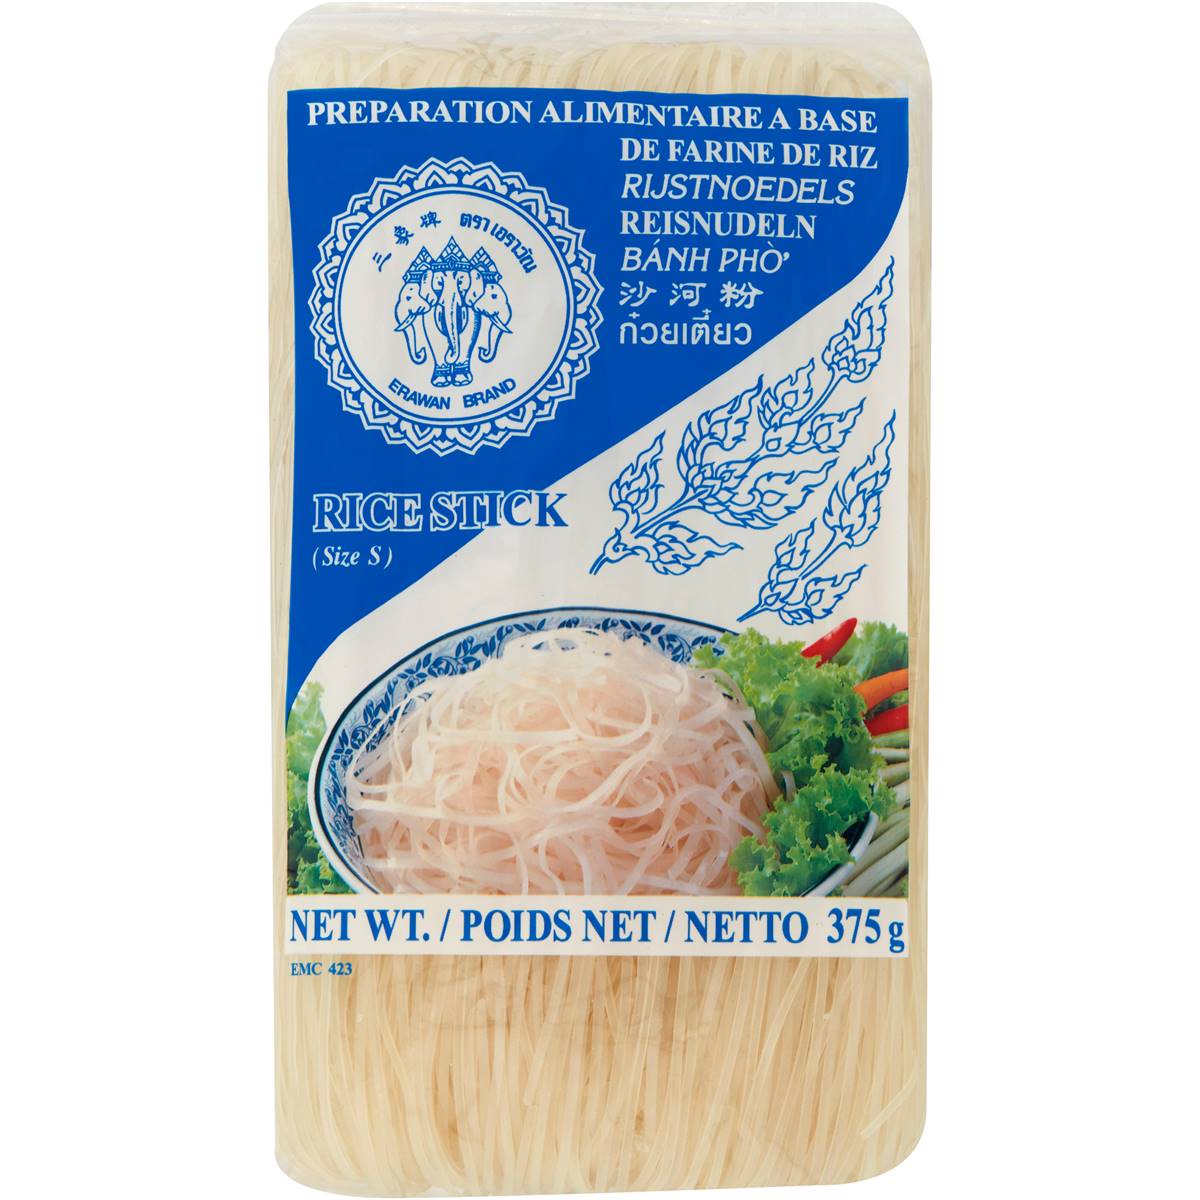 PREPARATION ALIMENTAIRE A BASE
DE FARINE DE RIZ
RIJSTNOEDELS
REISNUDELN
BÁNH PHỞ
沙河粉
ก๋วยเตี๋ยว
三象牌 ตราเอราวัณ
ERAWAN BRAND
RICE STICK
(Size S)
NET WT. / POIDS NET / NETTO 375g
EMC 423